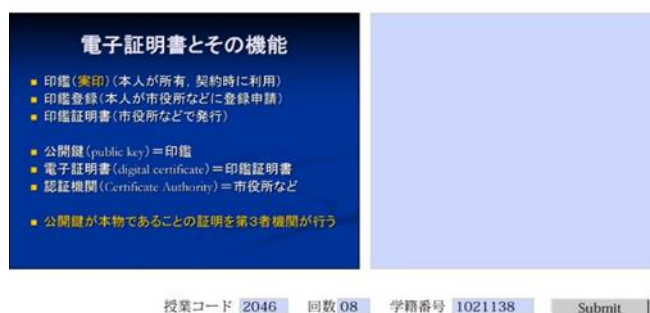 電子証明書とその機能
印鑑(実印)(本人が所有, 契約時に利用)
印鑑登録(本人が市役所などに登録申請)
印鑑証明書(市役所などで発行)
公開鍵(public key)=印鑑
電子証明書(digital certificate)=印鑑証明書
認証機関(Certificate Authority)=市役所など
公開鍵が本物であることの証明を第3者機関が行う
授業コード 2046 回数 08 学籍番号 1021138 Submit